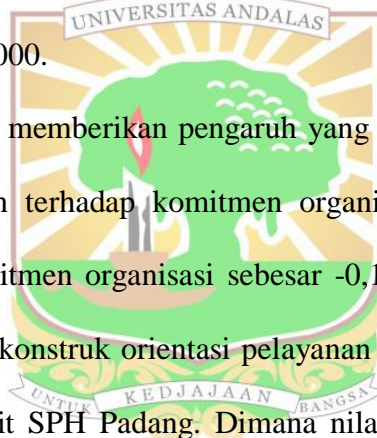 UNIVERSITAS ANDALAS
000.
memberikan pengaruh yang
terhadap komitmen organi
itmen organisasi sebesar -0,1
konstruk orientasi pelayanan
UNTUK KEDJAJAAN BANGSA
it SPH Padang. Dimana nila